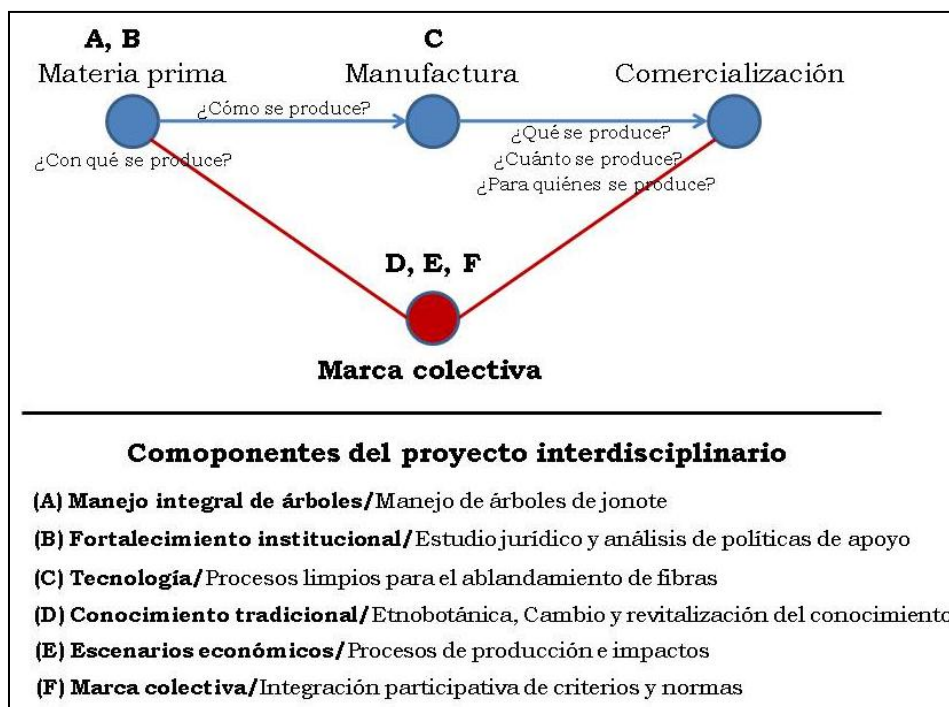 A, B
C
Materia prima
Manufactura
Comercialización
¿Cómo se produce?
¿Qué se produce?
¿Con qué se produce?
¿Cuánto se produce?
¿Para quiénes se produce?
D, E, F
Marca colectiva
Comoponentes del proyecto interdisciplinario
(A) Manejo integral de árboles/Manejo de árboles de jonote
(B) Fortalecimiento institucional/Estudio jurídico y análisis de políticas de apoyo
(C) Tecnología/Procesos limpios para el ablandamiento de fibras
(D) Conocimiento tradicional/Etnobotánica, Cambio y revitalización del conocimiento
(E) Escenarios económicos/Procesos de producción e impactos
(F) Marca colectiva/Integración participativa de criterios y normas